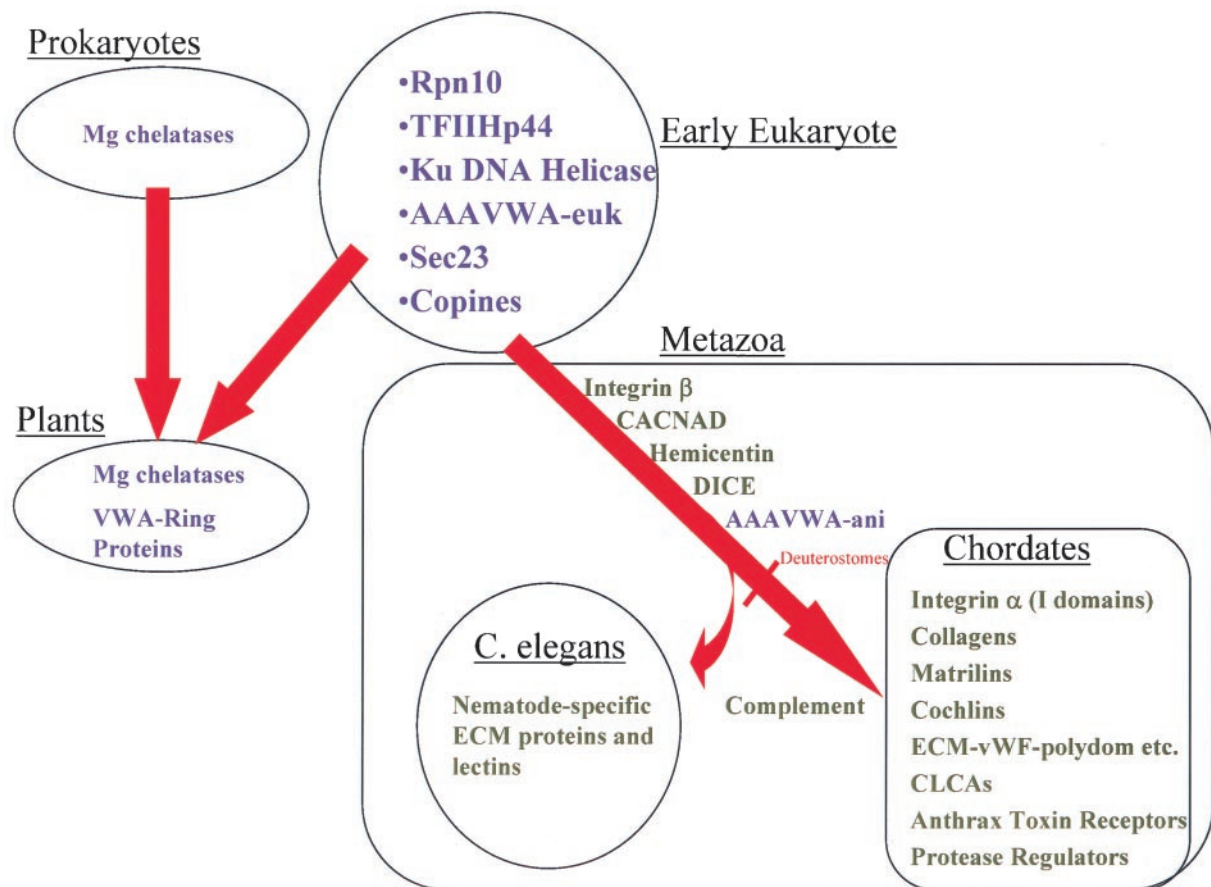 Prokaryotes
Mg chelatases
•Rpn10
•TFIIHp44
•Ku DNA Helicase
•AAAVWA-euk
•Sec23
•Copines
Early Eukaryote
Plants
Mg chelatases
VWA-Ring
Proteins
Metazoa
Integrin β
CACNAD
Hemicentin
DICE
AAAVWA-ani
Deuterostomes
C. elegans
Nematode-specific
ECM proteins and
lectins
Complement
Chordates
Integrin α (I domains)
Collagens
Matrilins
Cochlins
ECM-vWF-polydom etc.
CLCAs
Anthrax Toxin Receptors
Protease Regulators